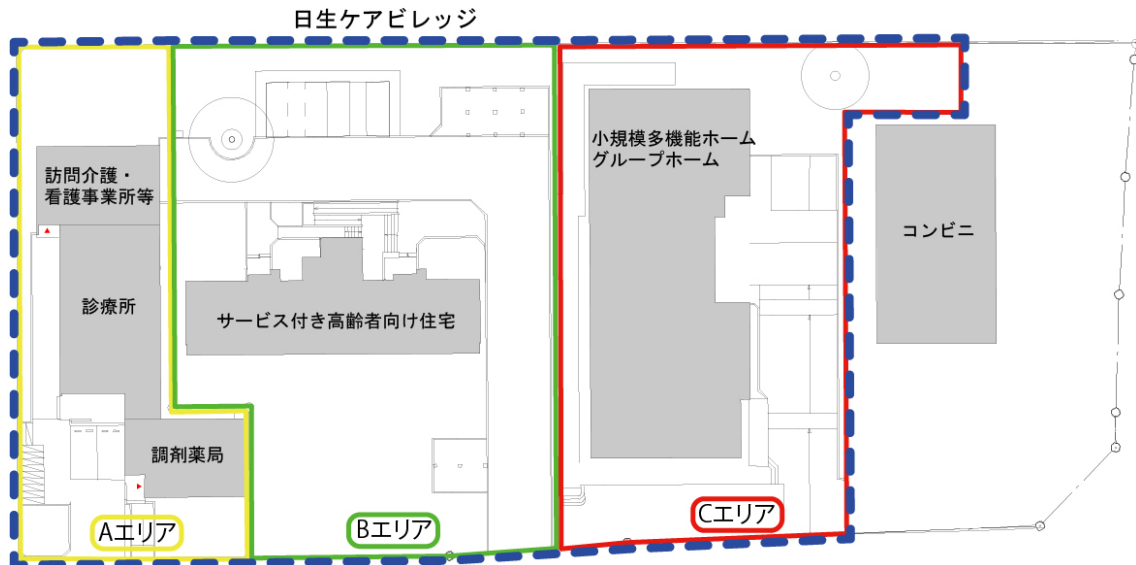 日生ケアビレッジ
訪問介護・
看護事業所等
診療所
調剤薬局
Aエリア
サービス付き高齢者向け住宅
Bエリア
小規模多機能ホーム
グループホーム
Cエリア
コンビニ